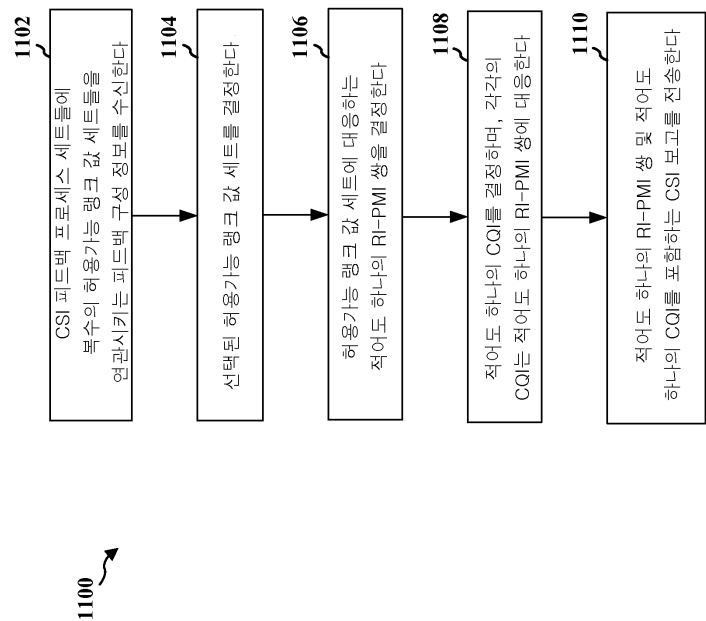 1100
1102
CSI 피드백 프로세스 세트들에
복수의 허용가능 랭크 값 세트들을
연관시키는 피드백 구성 정보를 수신한다
1104
선택된 허용가능 랭크 값 세트를 결정한다
1106
허용가능 랭크 값 세트에 대응하는
적어도 하나의 RI-PMI 쌍을 결정한다
1108
적어도 하나의 CQI를 결정하며, 각각의
CQI는 적어도 하나의 RI-PMI 쌍에 대응한다
1110
적어도 하나의 RI-PMI 쌍 및 적어도
하나의 CQI를 포함하는 CSI 보고를 전송한다